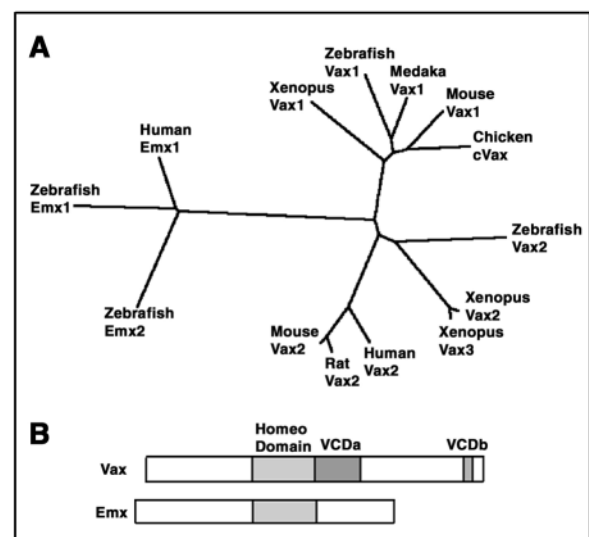 A
Zebrafish
Vax1
Medaka
Vax1
Xenopus
Vax1
Mouse
Vax1
Human
Emx1
Chicken
cVax
Zebrafish
Emx1
Zebrafish
Vax2
Zebrafish
Emx2
Xenopus
Vax2
Xenopus
Vax3
Mouse
Vax2
Rat
Vax2
Human
Vax2
B
Homeo
Domain
VCDa
VCDb
Vax
Emx